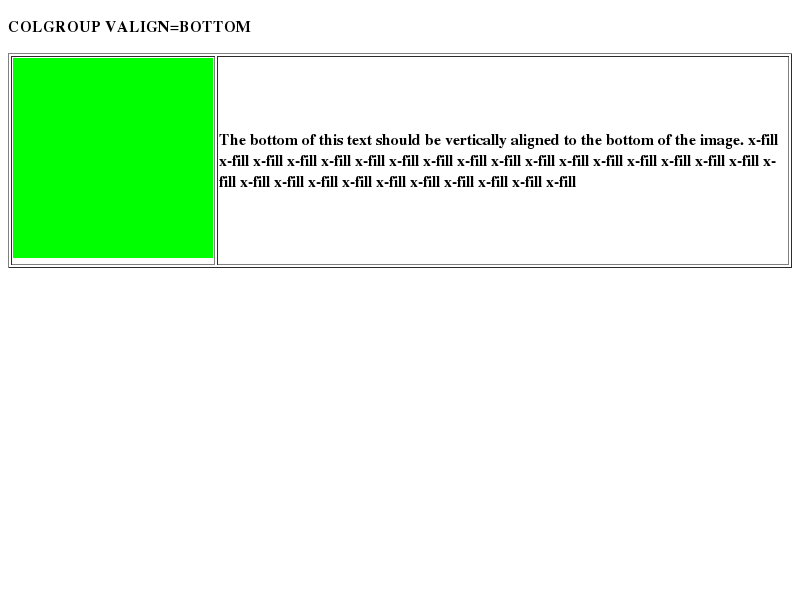 COLGROUP VALIGN=BOTTOM
The bottom of this text should be vertically aligned to the bottom of the image. x-fill
x-fill x-fill x-fill x-fill x-fill x-fill x-fill x-fill x-fill x-fill x-fill x-fill x-fill x-fill x-fill x-fill x-
fill x-fill x-fill x-fill x-fill x-fill x-fill x-fill x-fill x-fill x-fill